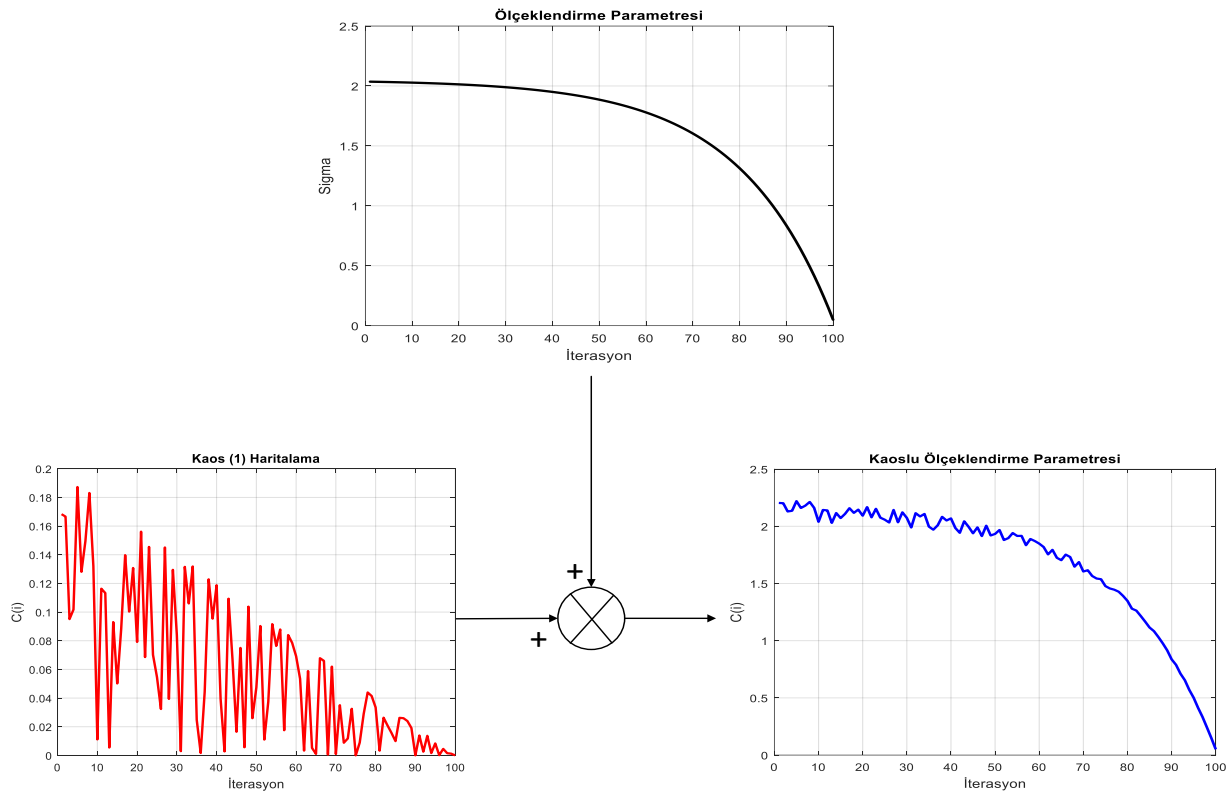 Ölçeklendirme Parametresi
2.5
2
1.5
1
0.5
0
Sigma
0 10 20 30 40 50 60 70 80 90 100
İterasyon
Kaos (1) Haritalama
0.2
0.18
0.16
0.14
0.12
0.1
0.08
0.06
0.04
0.02
0
C(i)
0 10 20 30 40 50 60 70 80 90 100
İterasyon
+
+
Kaoslu Ölçeklendirme Parametresi
2.5
2
1.5
1
0.5
0
C(i)
0 10 20 30 40 50 60 70 80 90 100
İterasyon